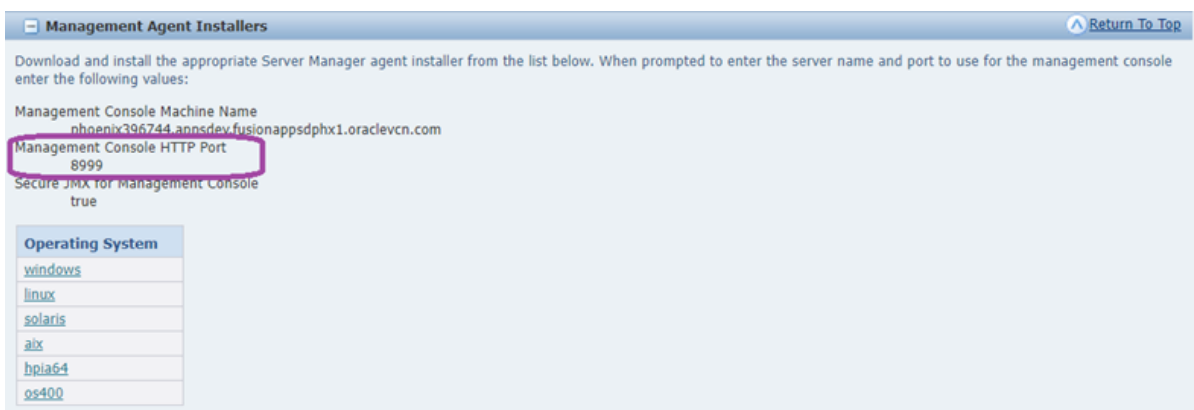 Management Agent Installers
Return To Top
Download and install the appropriate Server Manager agent installer from the list below. When prompted to enter the server name and port to use for the management console
enter the following values:
Management Console Machine Name
phoenix396744.appsdev.fusionappsdphx1.oraclevcn.com
Management Console HTTP Port
8999
Secure JMX for Management Console
true
Operating System
windows
linux
solaris
aix
hpia64
os400